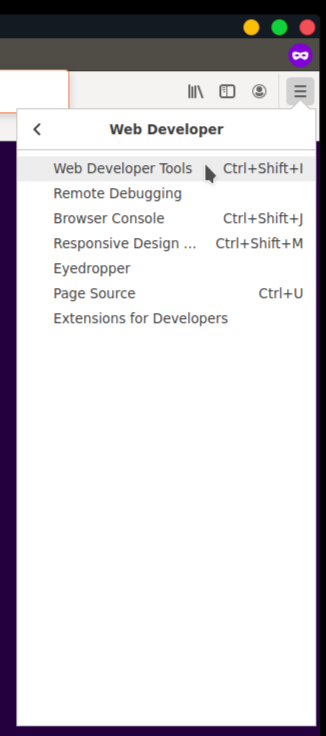 Web Developer
Web Developer Tools Ctrl+Shift+I
Remote Debugging
Browser Console Ctrl+Shift+J
Responsive Design ... Ctrl+Shift+M
Eyedropper
Page Source Ctrl+U
Extensions for Developers